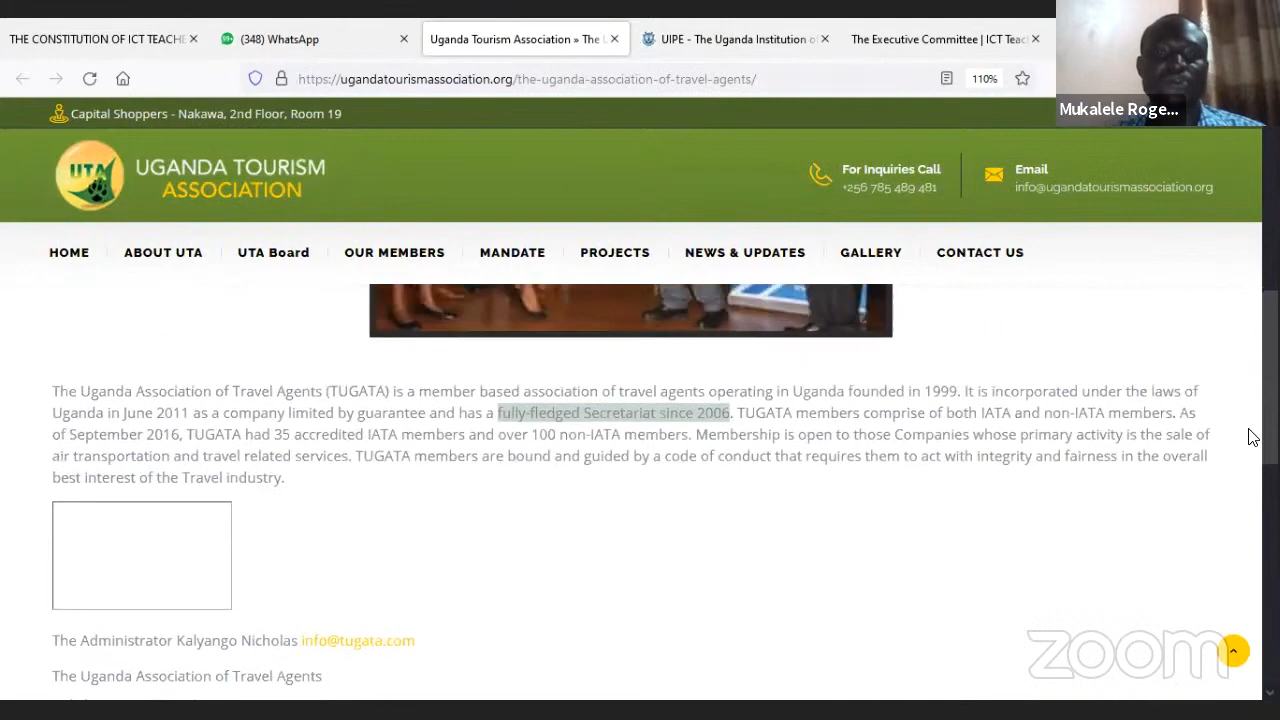 THE CONSTITUTION OF ICT TEACHE
(348) WhatsApp
Uganda Tourism Association » The U
UIPE - The Uganda Institution of
The Executive Committee | ICT Teac
https://ugandatourismassociation.org/the-uganda-association-of-travel-agents/
110%
Mukalele Roge...
Capital Shoppers - Nakawa, 2nd Floor, Room 19
UTA
UGANDA TOURISM
ASSOCIATION
For Inquiries Call
+256 785 489 481
Email
info@ugandatourismassociation.org
HOME
ABOUT UTA
UTA Board
OUR MEMBERS
MANDATE
PROJECTS
NEWS & UPDATES
GALLERY
CONTACT US
The Uganda Association of Travel Agents (TUGATA) is a member based association of travel agents operating in Uganda founded in 1999. It is incorporated under the laws of
Uganda in June 2011 as a company limited by guarantee and has a fully-fledged Secretariat since 2006. TUGATA members comprise of both IATA and non-IATA members. As
of September 2016, TUGATA had 35 accredited IATA members and over 100 non-IATA members. Membership is open to those Companies whose primary activity is the sale of
air transportation and travel related services. TUGATA members are bound and guided by a code of conduct that requires them to act with integrity and fairness in the overall
best interest of the Travel industry.
The Administrator Kalyango Nicholas info@tugata.com
zoom
The Uganda Association of Travel Agents